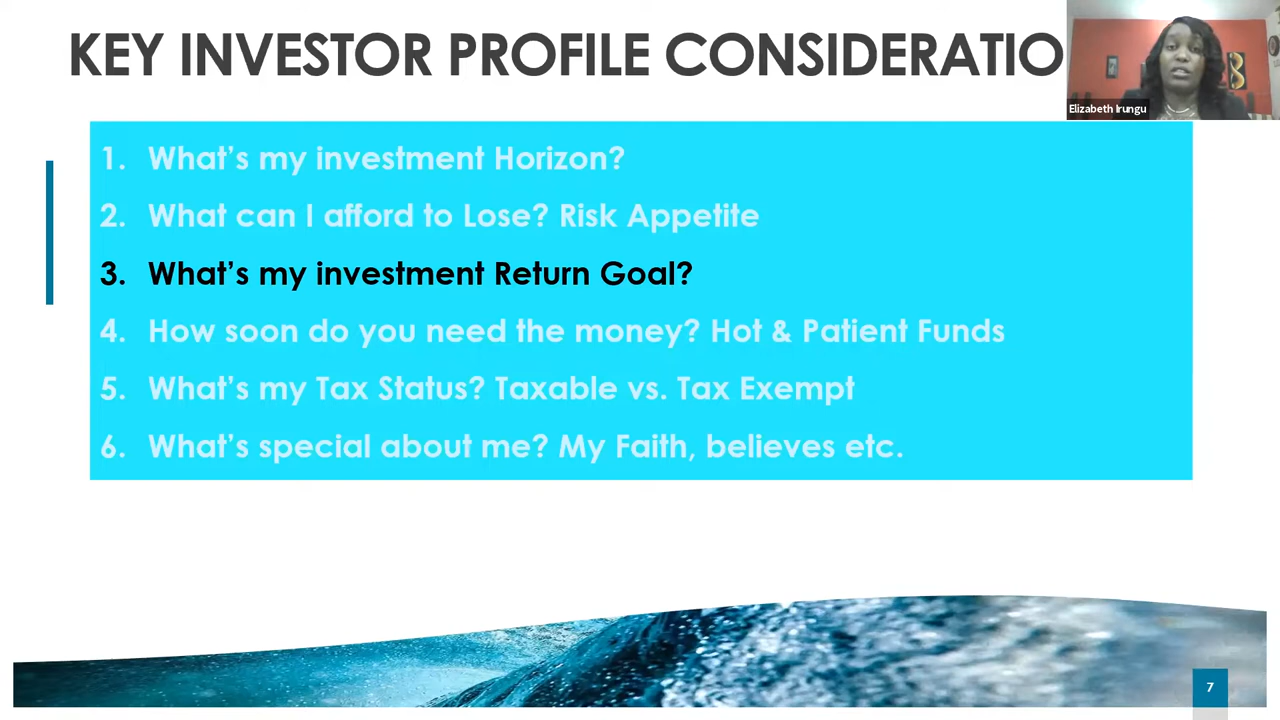 KEY INVESTOR PROFILE CONSIDERATIO
Elizabeth Irungu
1. What's my investment Horizon?
2. What can I afford to Lose? Risk Appetite
3. What's my investment Return Goal?
4. How soon do you need the money? Hot & Patient Funds
5. What's my Tax Status? Taxable vs. Tax Exempt
6. What's special about me? My Faith, believes etc.
7